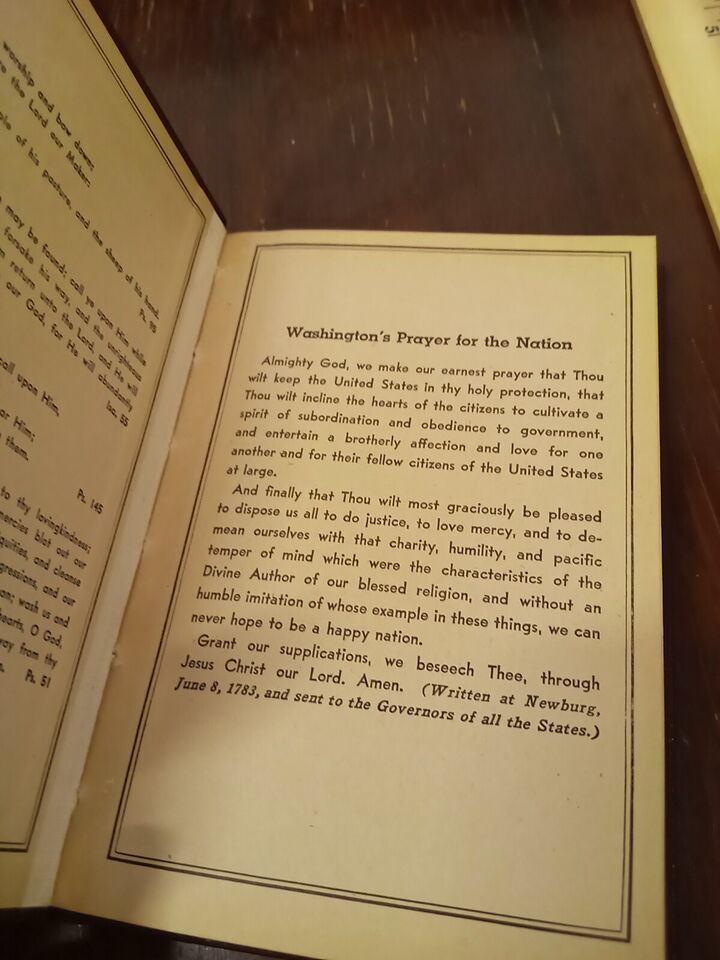 worship and bow down:
the Lord our Maker.
of his pasture, and the sheep of his hand.
Ps. 95
may be found; call ye upon Him while
forsake his way, and the unrighteous
return unto the Lord, and He will
our God, for He will abundantly
Isa. 55
call upon Him,
Him;
them.
Ps. 145
to thy lovingkindness;
mercies blot out our
and cleanse
and our
wash us and
hearts, O God,
away from thy
Ps. 51
Washington's Prayer for the Nation
Almighty God, we make our earnest prayer that Thou
wilt keep the United States in thy holy protection, that
Thou wilt incline the hearts of the citizens to cultivate a
spirit of subordination and obedience to government,
and entertain a brotherly affection and love for one
another and for their fellow citizens of the United States
at large.
And finally that Thou wilt most graciously be pleased
to dispose us all to do justice, to love mercy, and to de-
mean ourselves with that charity, humility, and pacific
temper of mind which were the characteristics of the
Divine Author of our blessed religion, and without an
humble imitation of whose example in these things, we can
never hope to be a happy nation.
Grant our supplications, we beseech Thee, through
Jesus Christ our Lord. Amen. (Written at Newburg,
June 8, 1783, and sent to the Governors of all the States.)